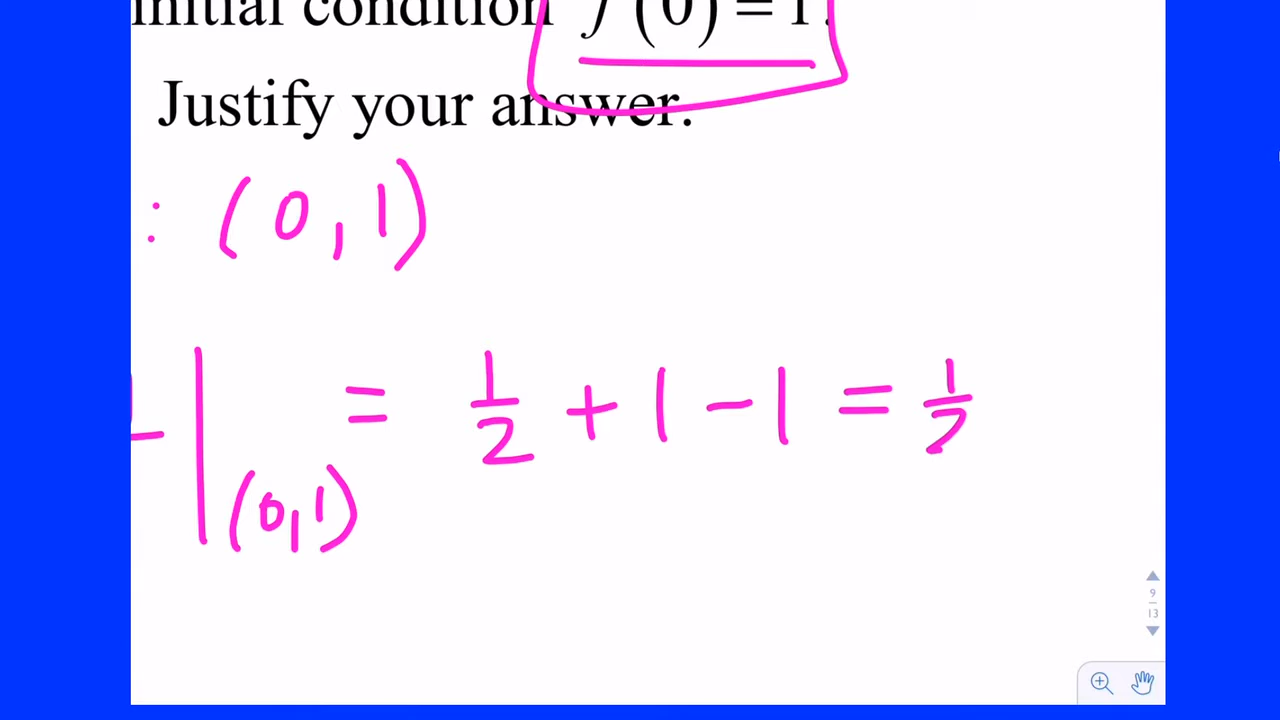 initial condition f(0) = 1.
Justify your answer.
: (0,1)
| (0,1) = 1/2 + 1 - 1 = 1/2
9
13